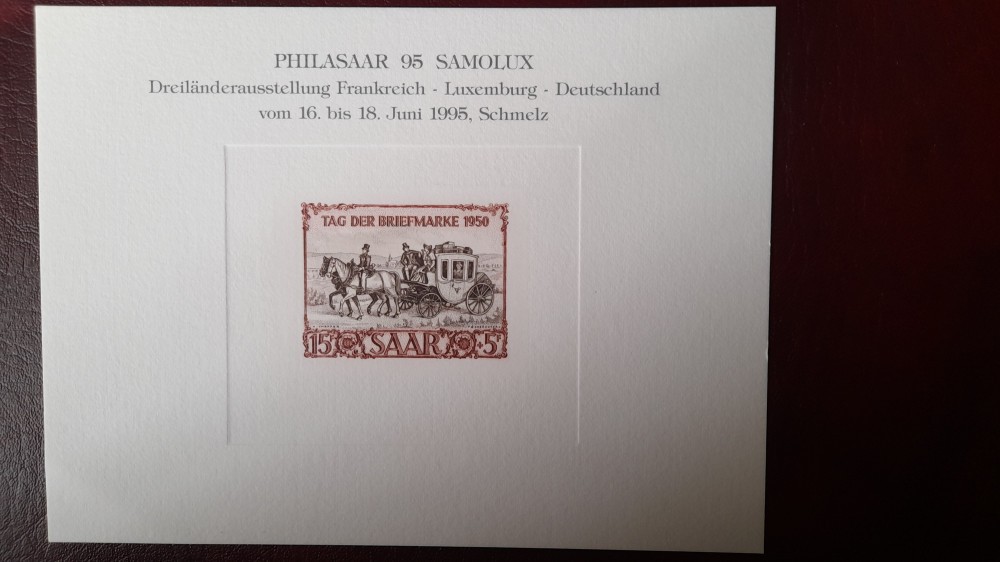 PHILASAAR 95 SAMOLUX
Dreiländerausstellung Frankreich - Luxemburg - Deutschland
vom 16. bis 18. Juni 1995, Schmelz
TAG DER BRIEFMARKE 1950
15 SAAR +5